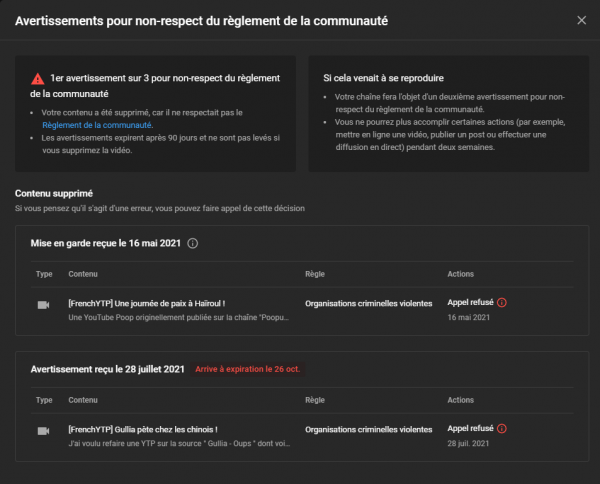 Avertissements pour non-respect du règlement de la communauté
1er avertissement sur 3 pour non-respect du règlement
de la communauté
• Votre contenu a été supprimé, car il ne respectait pas le
Règlement de la communauté.
• Les avertissements expirent après 90 jours et ne sont pas levés si
vous supprimez la vidéo.
Si cela venait à se reproduire
• Votre chaîne fera l'objet d'un deuxième avertissement pour non-
respect du règlement de la communauté.
• Vous ne pourrez plus accomplir certaines actions (par exemple,
mettre en ligne une vidéo, publier un post ou effectuer une
diffusion en direct) pendant deux semaines.
Contenu supprimé
Si vous pensez qu'il s'agit d'une erreur, vous pouvez faire appel de cette décision
Mise en garde reçue le 16 mai 2021
Type Contenu Règle Actions
[FrenchYTP] Une journée de paix à Haïroul ! Organisations criminelles violentes Appel refusé
Une YouTube Poop originellement publiée sur la chaîne "Poopu... 16 mai 2021
Avertissement reçu le 28 juillet 2021 Arrive à expiration le 26 oct.
Type Contenu Règle Actions
[FrenchYTP] Gullia pète chez les chinois ! Organisations criminelles violentes Appel refusé
J'ai voulu refaire une YTP sur la source " Gullia - Oups " dont voi... 28 juil. 2021